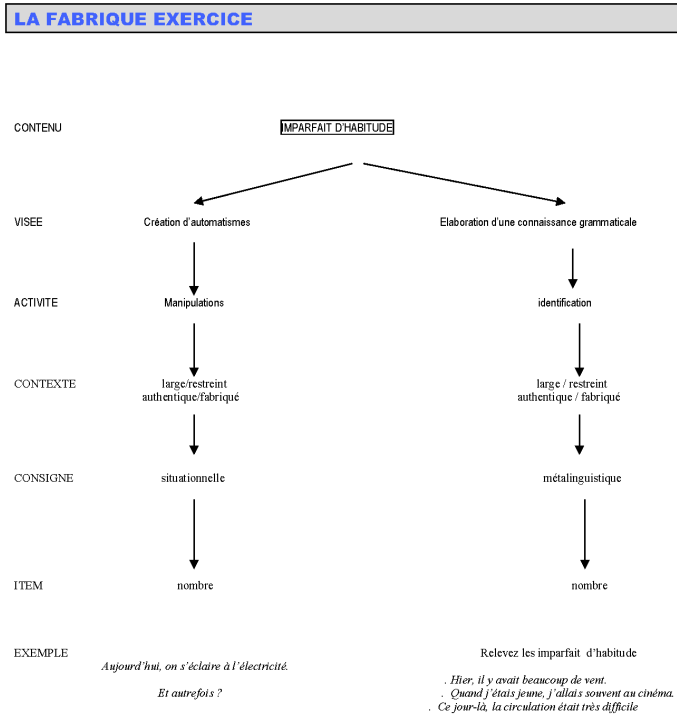 LA FABRIQUE EXERCICE
CONTENU IMPARFAIT D'HABITUDE
VISEE Création d'automatismes Elaboration d'une connaissance grammaticale
ACTIVITE Manipulations identification
CONTEXTE large/restreint large / restreint
authentique/fabriqué authentique / fabriqué
CONSIGNE situationnelle métalinguistique
ITEM nombre nombre
EXEMPLE Relevez les imparfait d'habitude
Aujourd'hui, on s'éclaire à l'électricité.
. Hier, il y avait beaucoup de vent.
Et autrefois ? . Quand j'étais jeune, j'allais souvent au cinéma.
. Ce jour-là, la circulation était très difficile